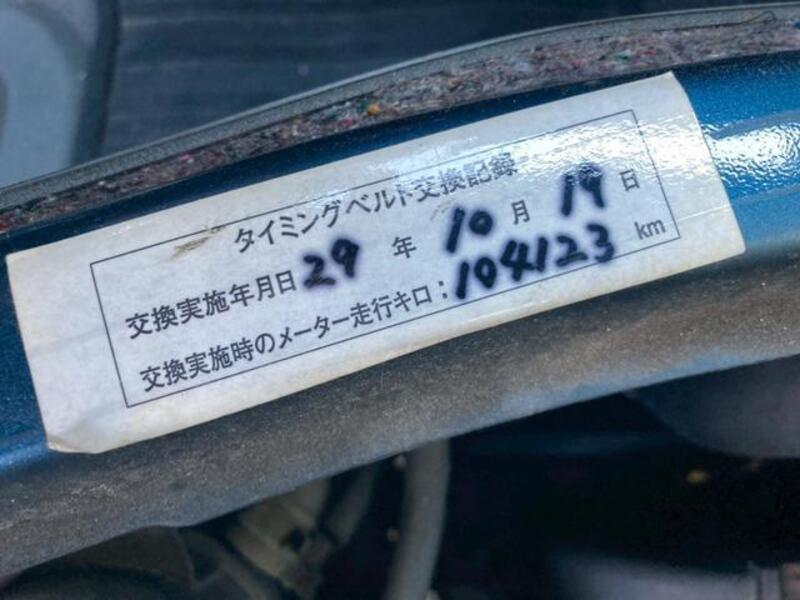 タイミングベルト交換記録
交換実施年月日 29 年 10 月 19 日
交換実施時のメーター走行キロ：104123 km